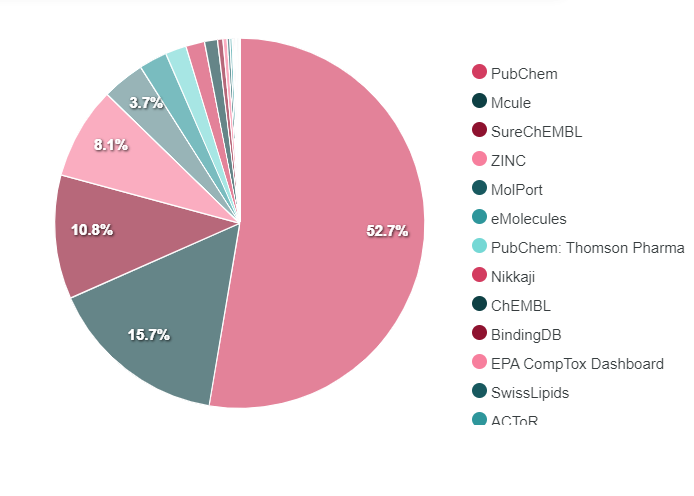 PubChem
Mcule
SureChEMBL
ZINC
MolPort
eMolecules
PubChem: Thomson Pharma
Nikkaji
ChEMBL
BindingDB
EPA CompTox Dashboard
SwissLipids
ACToR
3.7%
8.1%
10.8%
52.7%
15.7%